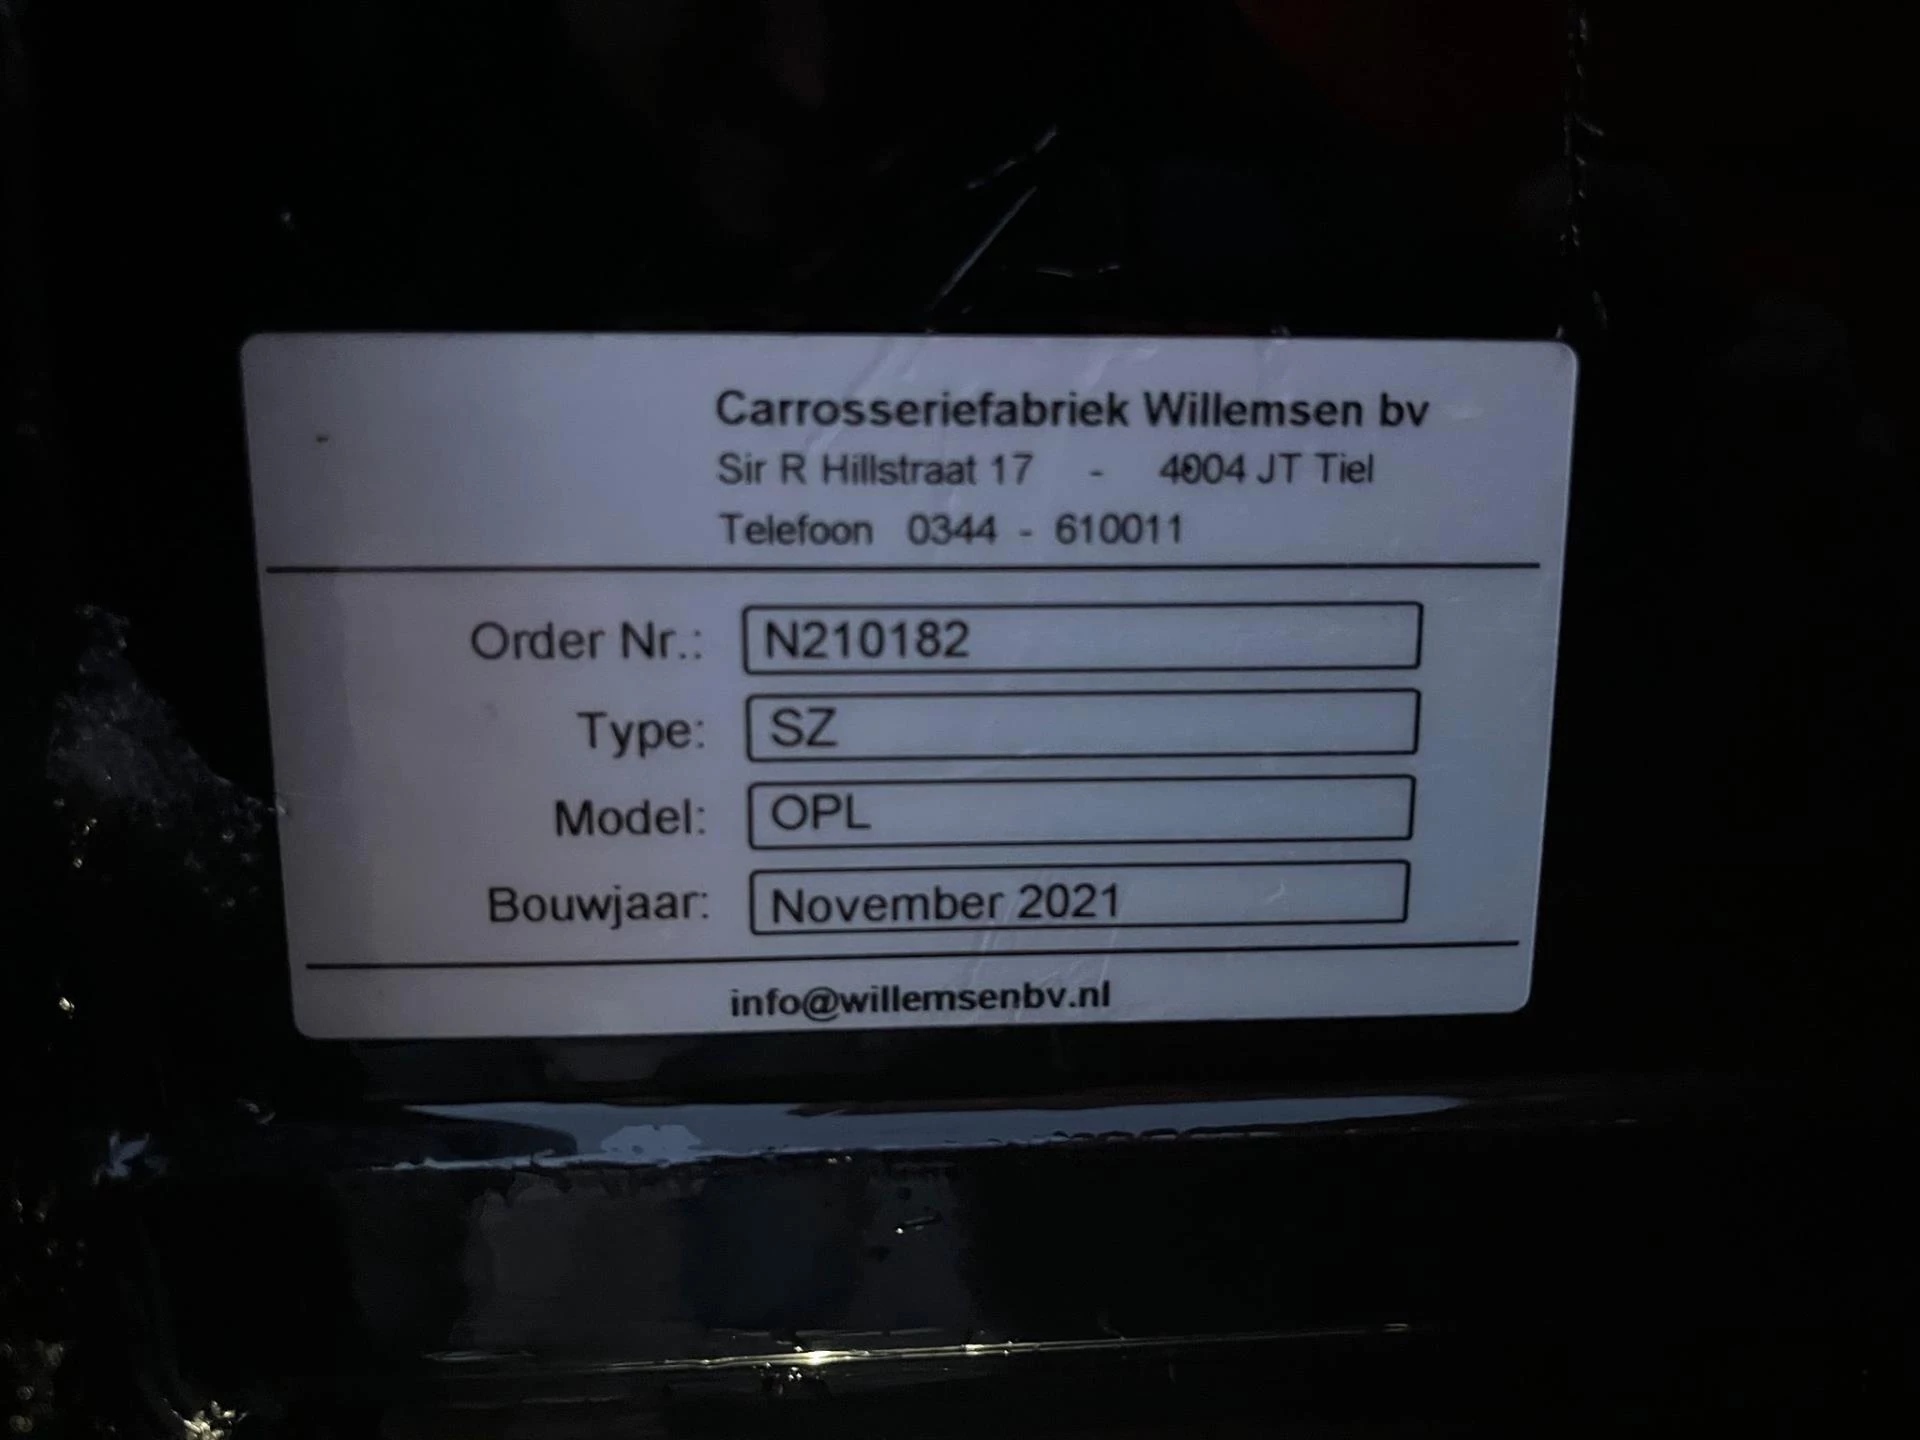 Carrosseriefabriek Willemsen bv
Sir R Hillstraat 17 - 4004 JT Tiel
Telefoon 0344 - 610011
Order Nr.: N210182
Type: SZ
Model: OPL
Bouwjaar: November 2021
info@willemsenbv.nl